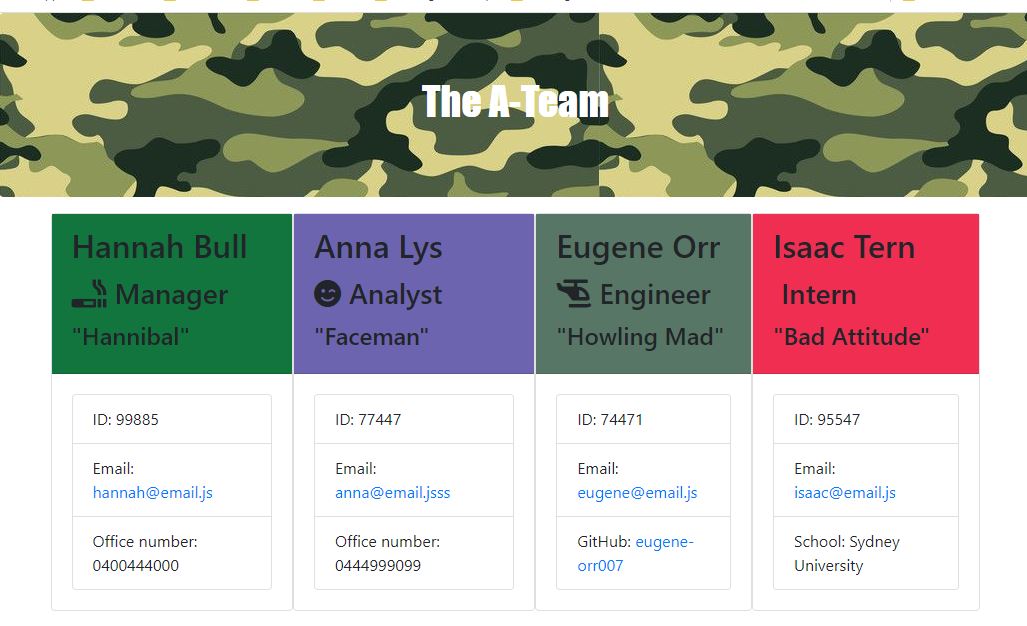 The A-Team
Hannah Bull
Manager
"Hannibal"
ID: 99885
Email:
hannah@email.js
Office number:
0400444000
Anna Lys
Analyst
"Faceman"
ID: 77447
Email:
anna@email.jsss
Office number:
0444999099
Eugene Orr
Engineer
"Howling Mad"
ID: 74471
Email:
eugene@email.js
GitHub: eugene-
orr007
Isaac Tern
Intern
"Bad Attitude"
ID: 95547
Email:
isaac@email.js
School: Sydney
University